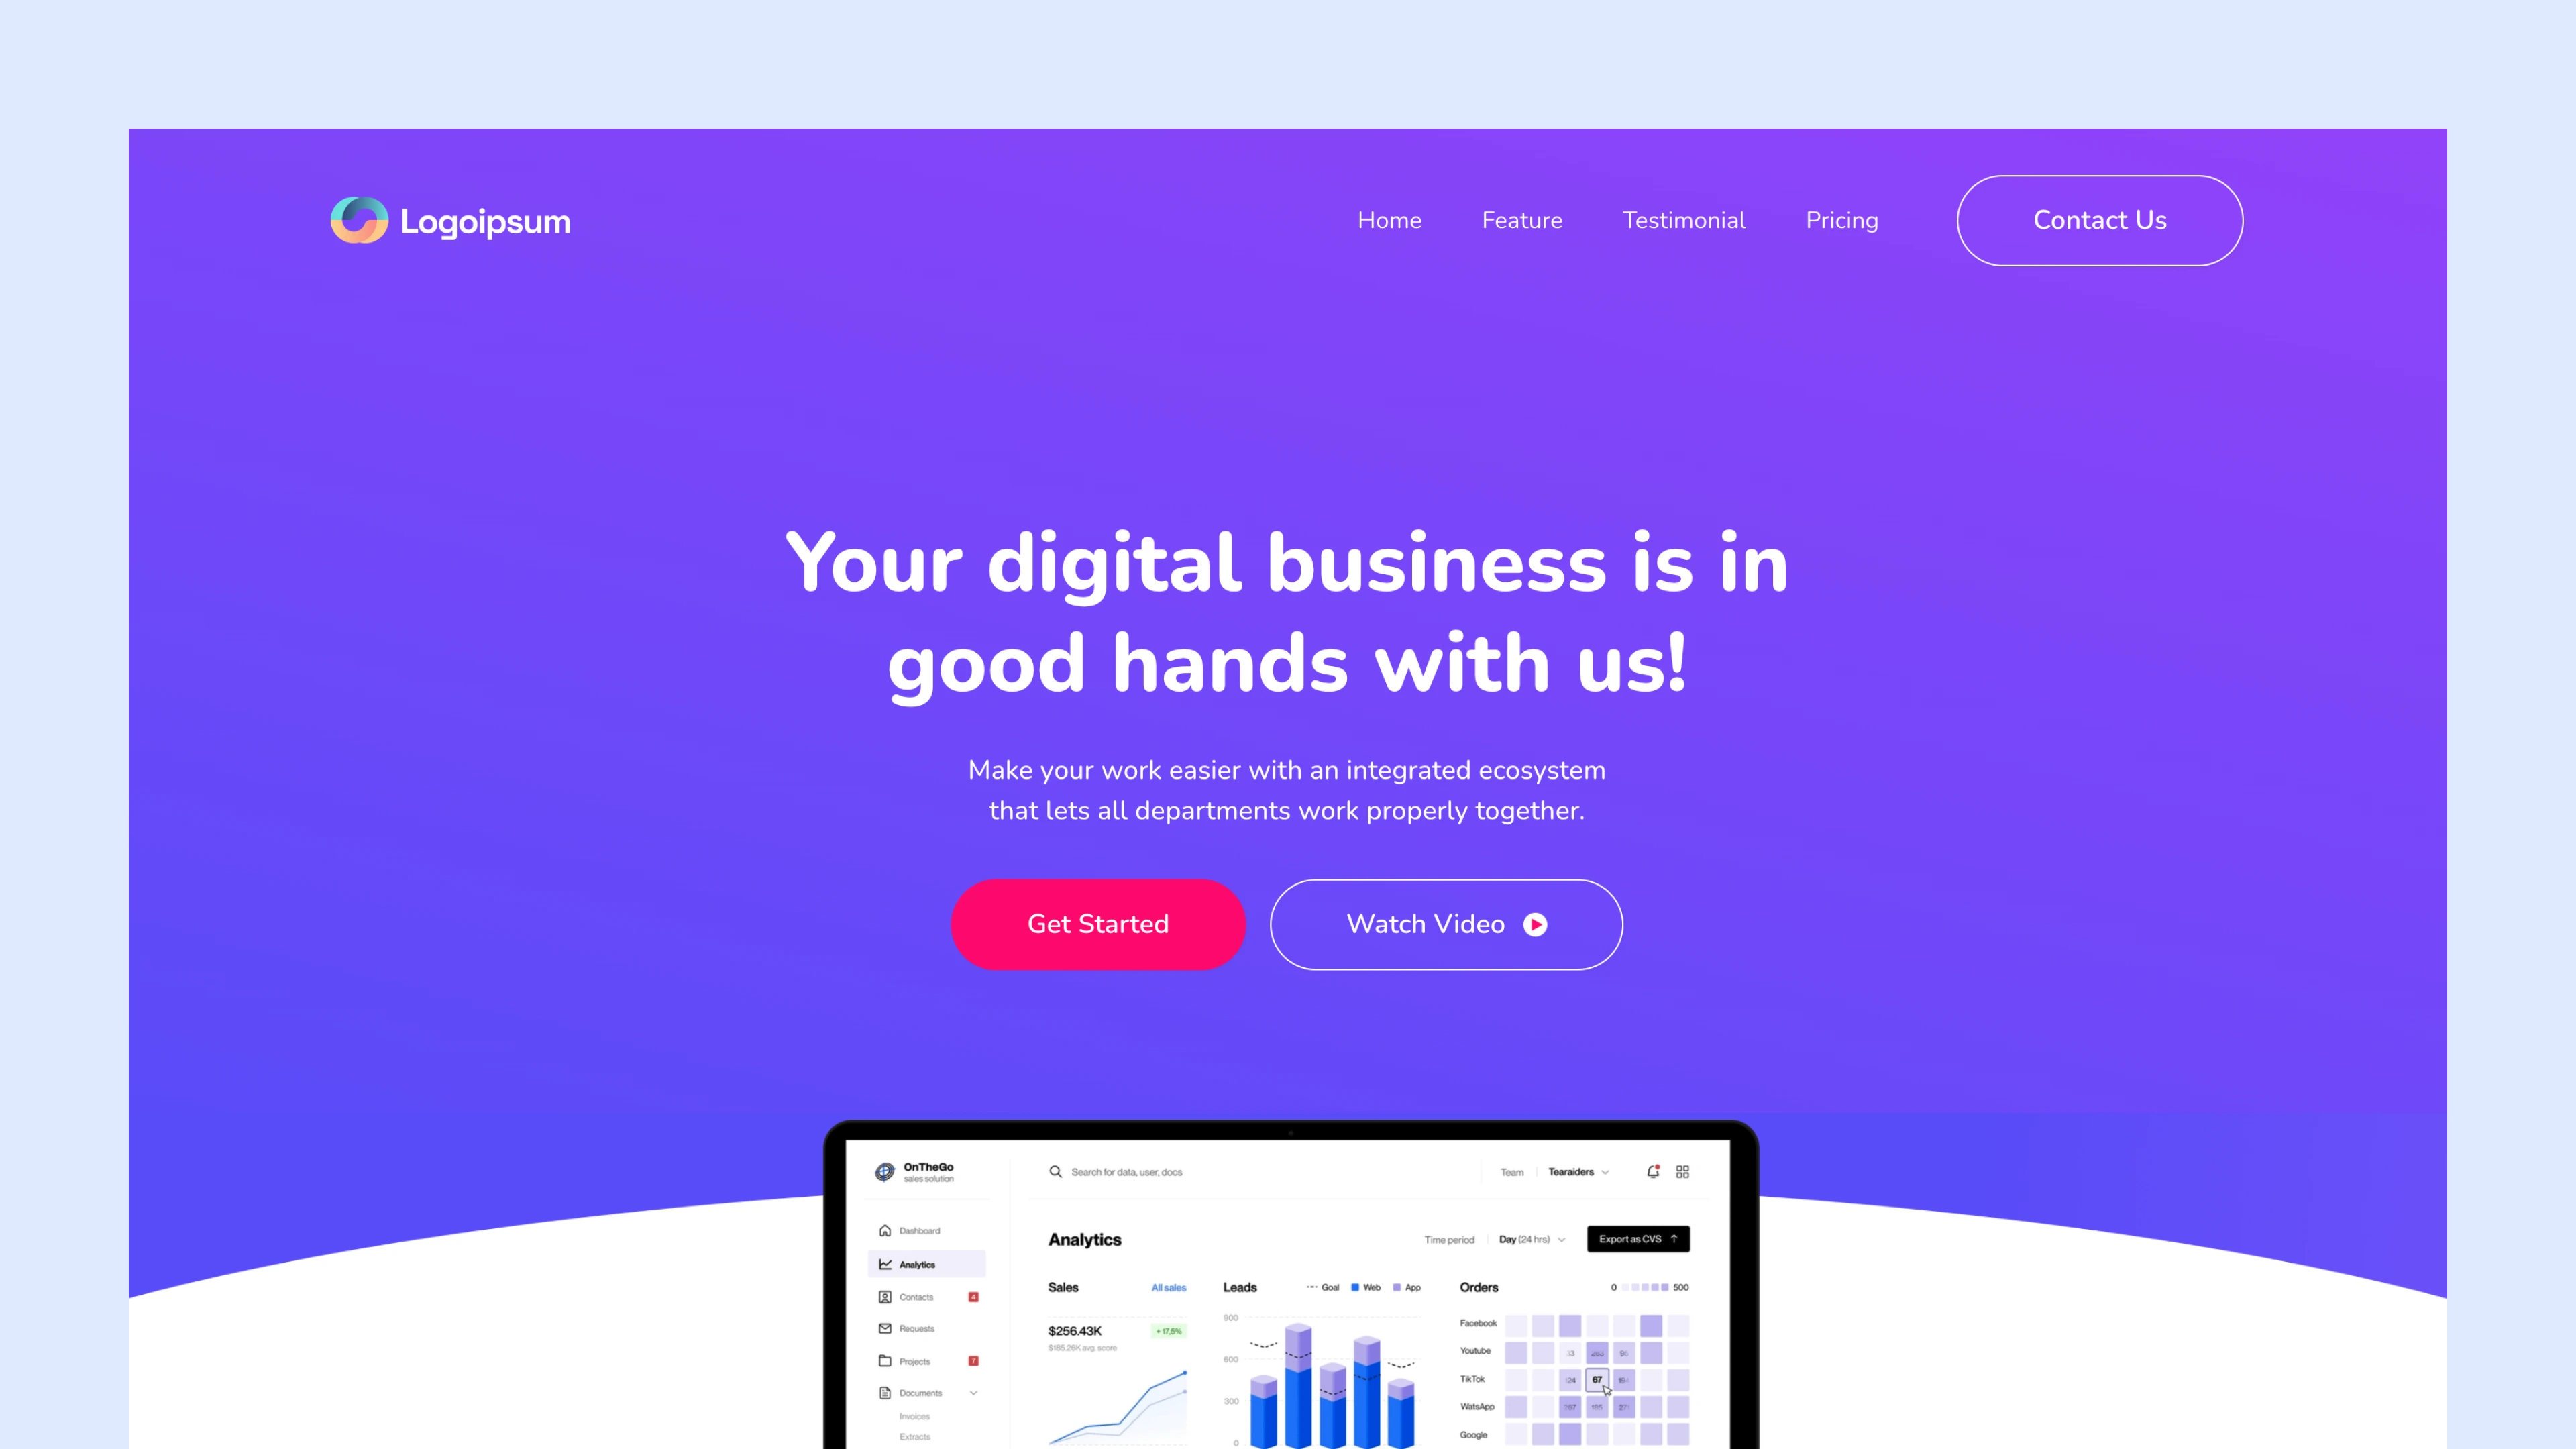 Logoipsum
Home Feature Testimonial Pricing Contact Us
Your digital business is in
good hands with us!
Make your work easier with an integrated ecosystem
that lets all departments work properly together.
Get Started
Watch Video
OnTheGo
sales solution
Search for data, user, docs
Team Tearaiders
Dashboard
Analytics
Contacts 4
Requests
Projects 7
Documents
Invoices
Extracts
Analytics
Time period Day (24 hrs)
Export as CVS
Sales All sales
$256.43K +17,5%
$185.26K avg. score
Leads
Goal Web App
900
600
300
0
Orders
0 500
Facebook
Youtube
TikTok 67
WatsApp
Google